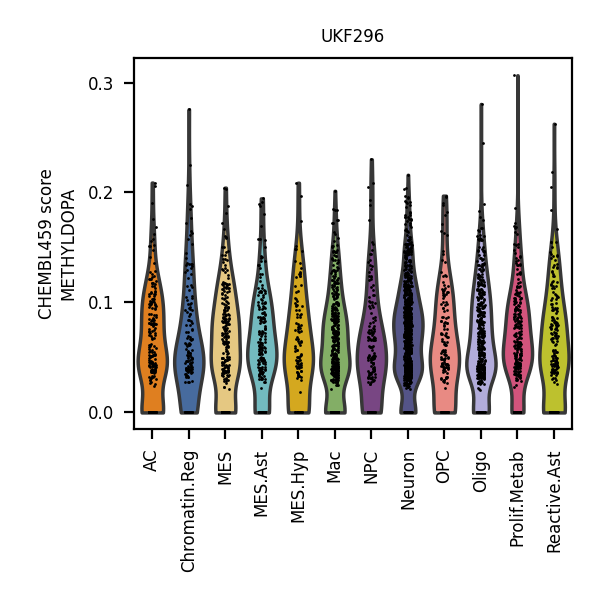 UKF296
CHEMBL459 score
METHYLDOPA
0.3
0.2
0.1
0.0
AC
Chromatin.Reg
MES
MES.Ast
MES.Hyp
Mac
NPC
Neuron
OPC
Oligo
Prolif.Metab
Reactive.Ast